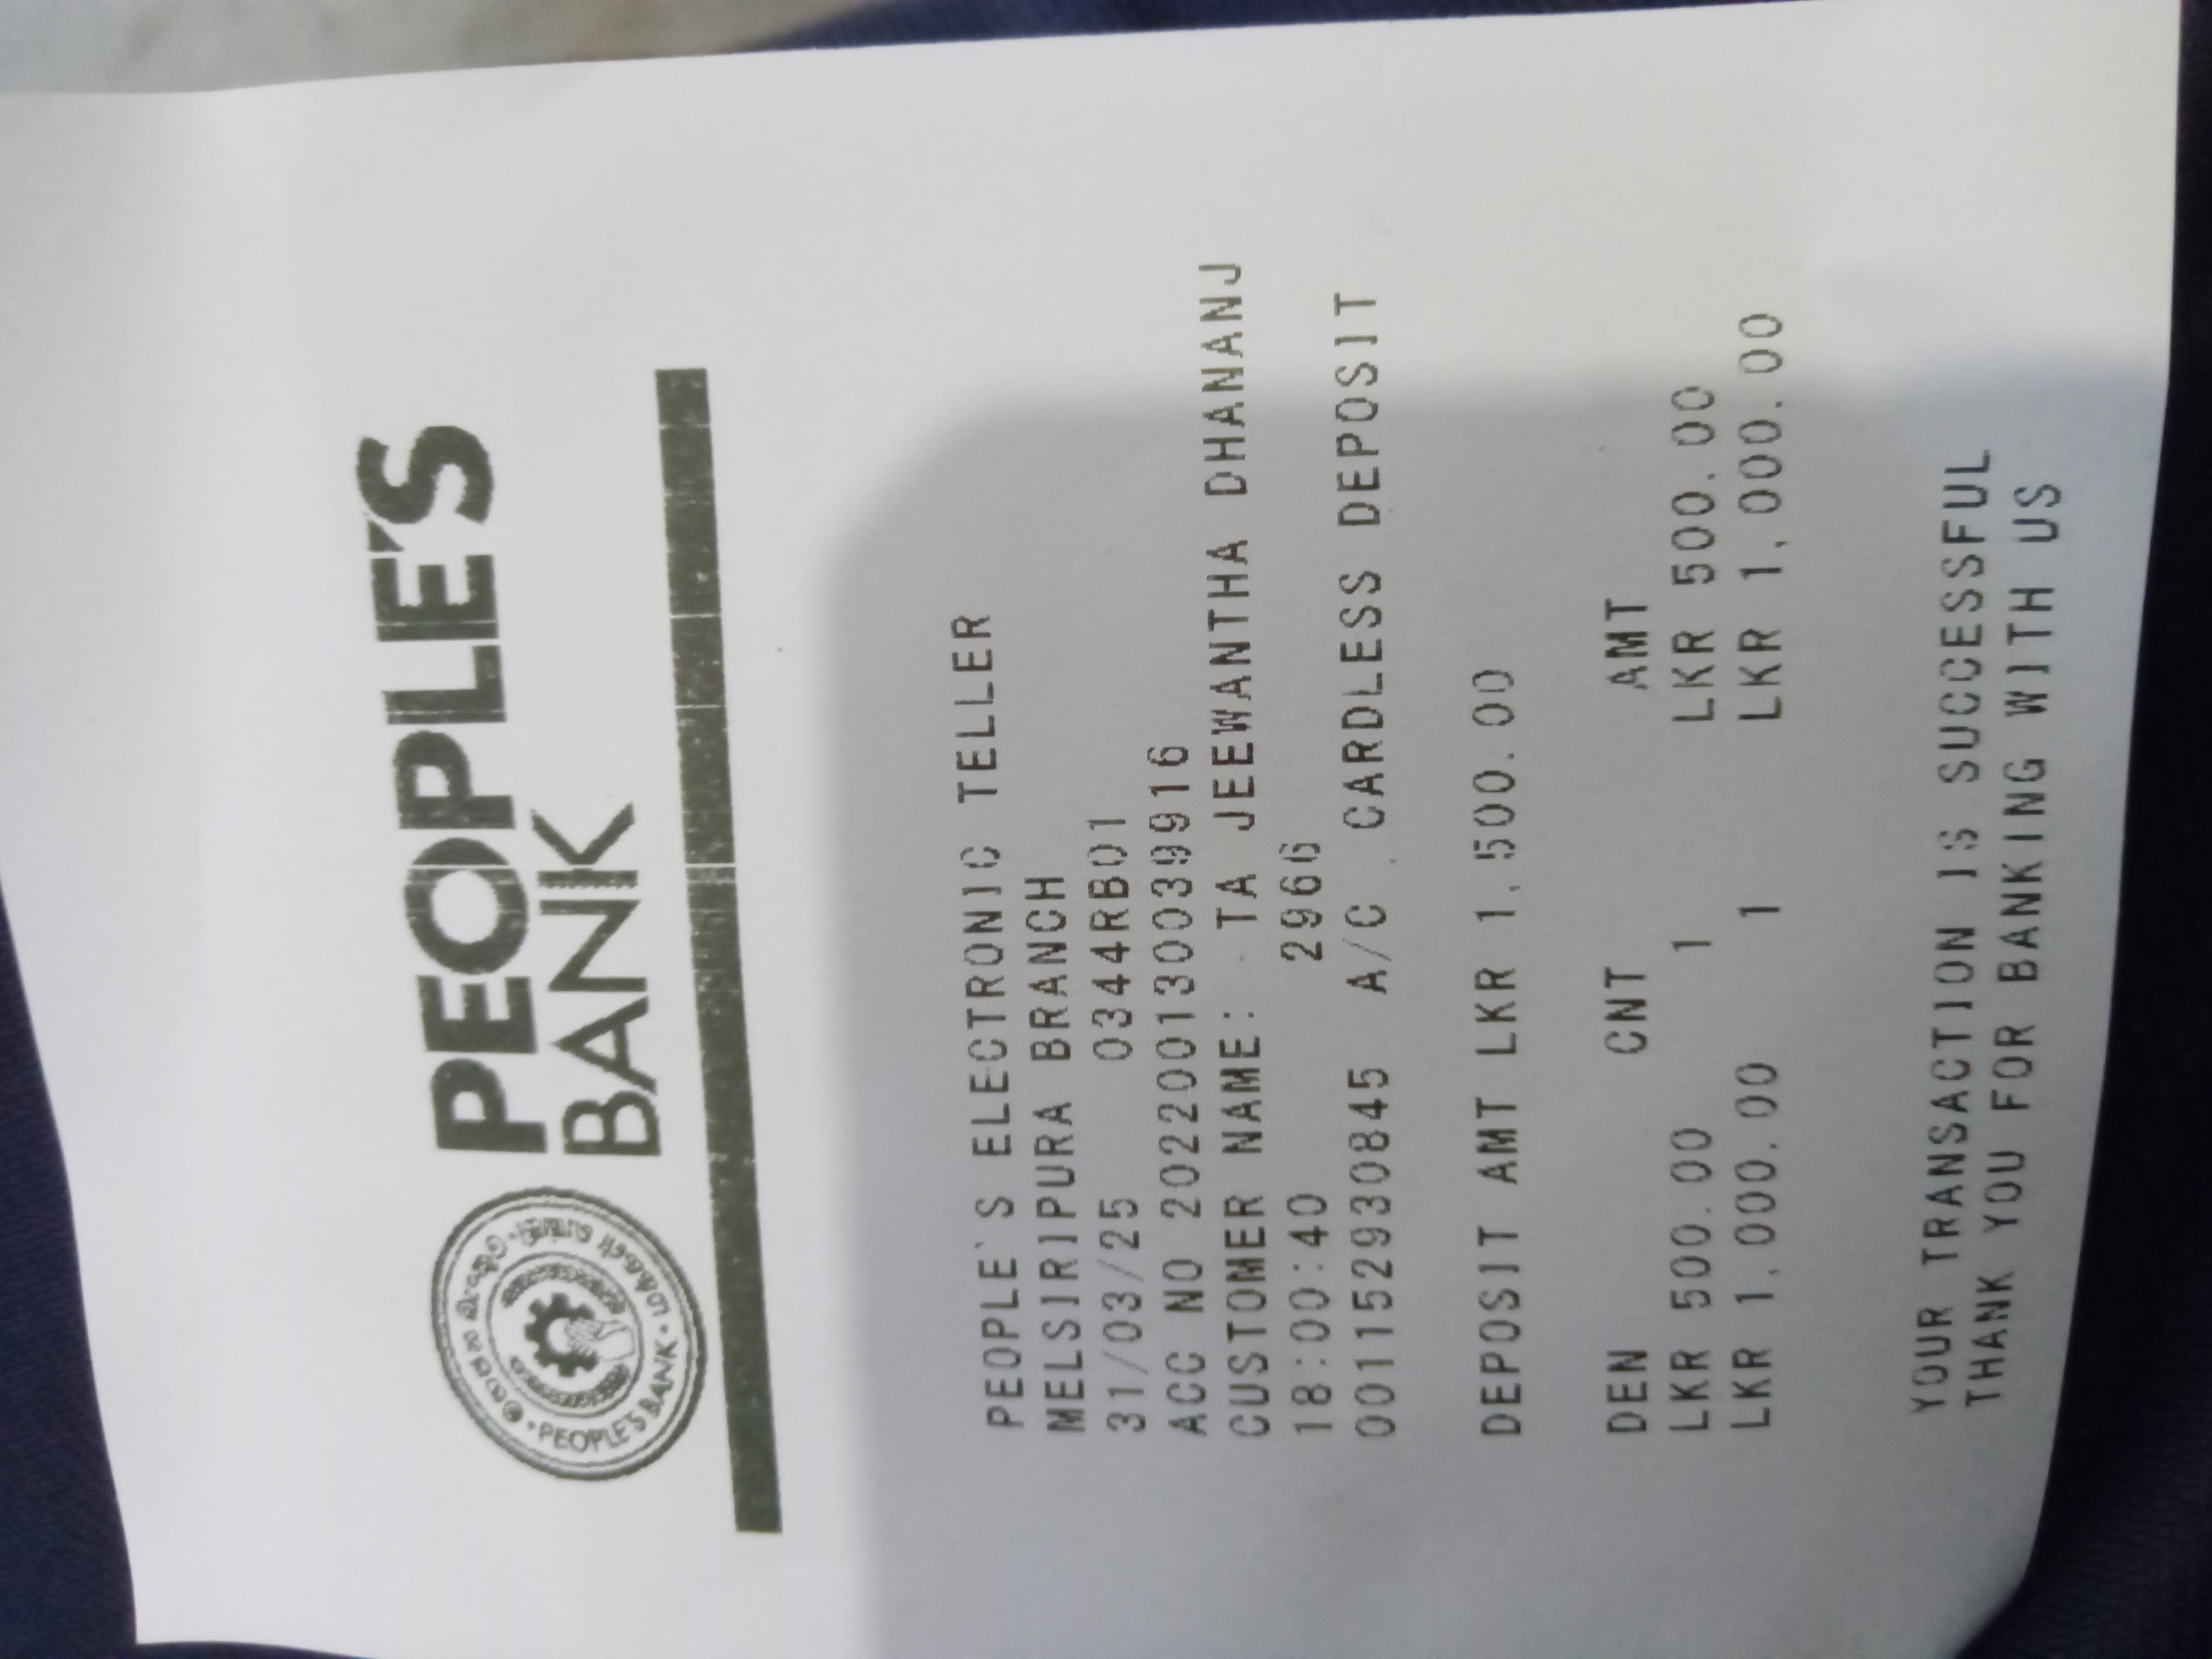 PEOPLE'S
BANK
PEOPLE'S BANK
PEOPLE`S ELECTRONIC TELLER
MELSIRIPURA BRANCH
31/03/25 0344RB01
ACC NO 202200130039916
CUSTOMER NAME: TA JEEWANTHA DHANANJ
18:00:40 2966
001152930845 A/C CARDLESS DEPOSIT
DEPOSIT AMT LKR 1,500.00
DEN CNT AMT
LKR 500.00 1 LKR 500.00
LKR 1,000.00 1 LKR 1,000.00
YOUR TRANSACTION IS SUCCESSFUL
THANK YOU FOR BANKING WITH US